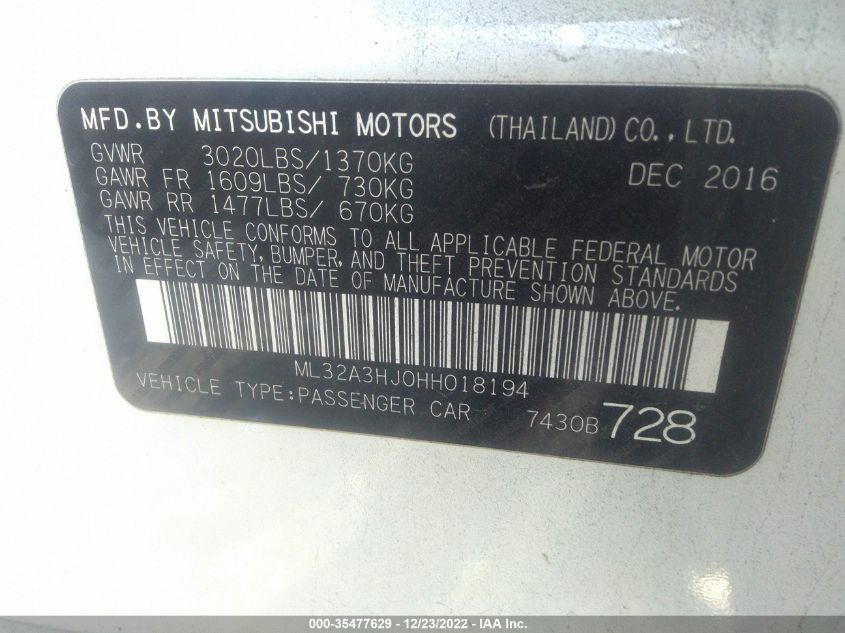 MFD.BY MITSUBISHI MOTORS (THAILAND) CO., LTD.
GVWR 3020LBS/1370KG DEC 2016
GAWR FR 1609LBS/ 730KG
GAWR RR 1477LBS/ 670KG
THIS VEHICLE CONFORMS TO ALL APPLICABLE FEDERAL MOTOR
VEHICLE SAFETY, BUMPER, AND THEFT PREVENTION STANDARDS
IN EFFECT ON THE DATE OF MANUFACTURE SHOWN ABOVE.
ML32A3HJ0HH018194
VEHICLE TYPE:PASSENGER CAR 7430B 728
000-35477629 - 12/23/2022 - IAA Inc.